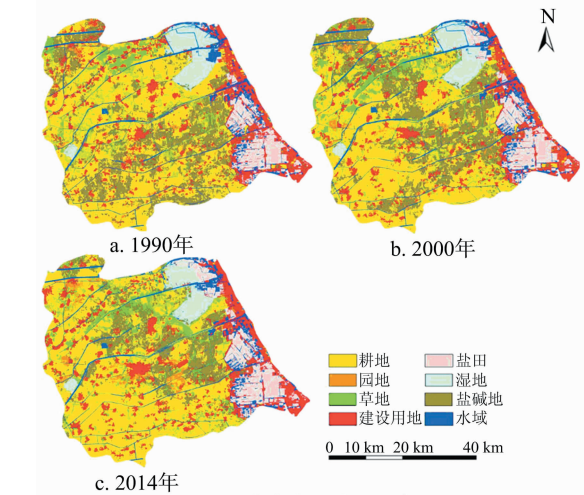 N
a. 1990年
b. 2000年
耕地 盐田
园地 湿地
草地 盐碱地
建设用地 水域
0 10 km 20 km 40 km
c. 2014年